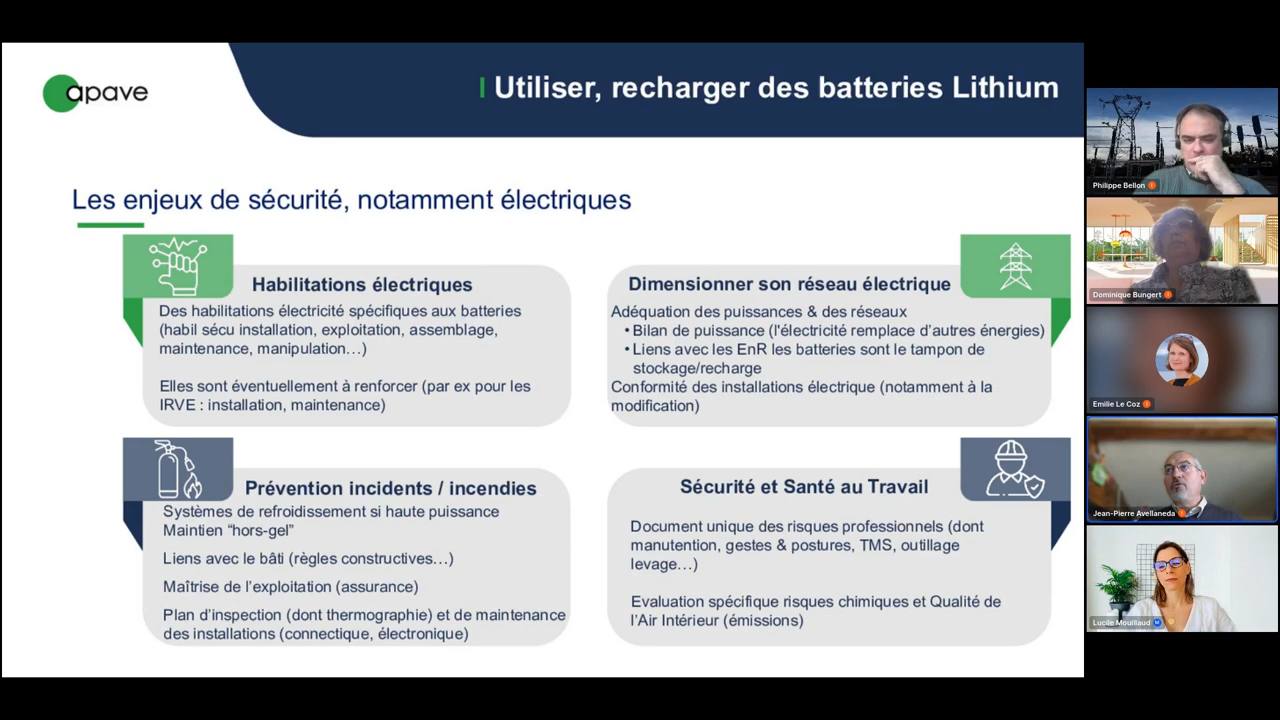 apave
Utiliser, recharger des batteries Lithium
Les enjeux de sécurité, notamment électriques
Habilitations électriques
Des habilitations électricité spécifiques aux batteries
(habil sécu installation, exploitation, assemblage,
maintenance, manipulation…)
Elles sont éventuellement à renforcer (par ex pour les
IRVE : installation, maintenance)
Dimensionner son réseau électrique
Adéquation des puissances & des réseaux
• Bilan de puissance (l'électricité remplace d'autres énergies)
• Liens avec les EnR les batteries sont le tampon de
stockage/recharge
Conformité des installations électrique (notamment à la
modification)
Prévention incidents / incendies
Systèmes de refroidissement si haute puissance
Maintien “hors-gel”
Liens avec le bâti (règles constructives…)
Maîtrise de l’exploitation (assurance)
Plan d’inspection (dont thermographie) et de maintenance
des installations (connectique, électronique)
Sécurité et Santé au Travail
Document unique des risques professionnels (dont
manutention, gestes & postures, TMS, outillage
levage…)
Evaluation spécifique risques chimiques et Qualité de
l’Air Intérieur (émissions)
Philippe Bellon
Dominique Bungert
Emilie Le Coz
Jean-Pierre Avellaneda
Lucile Mouillaud